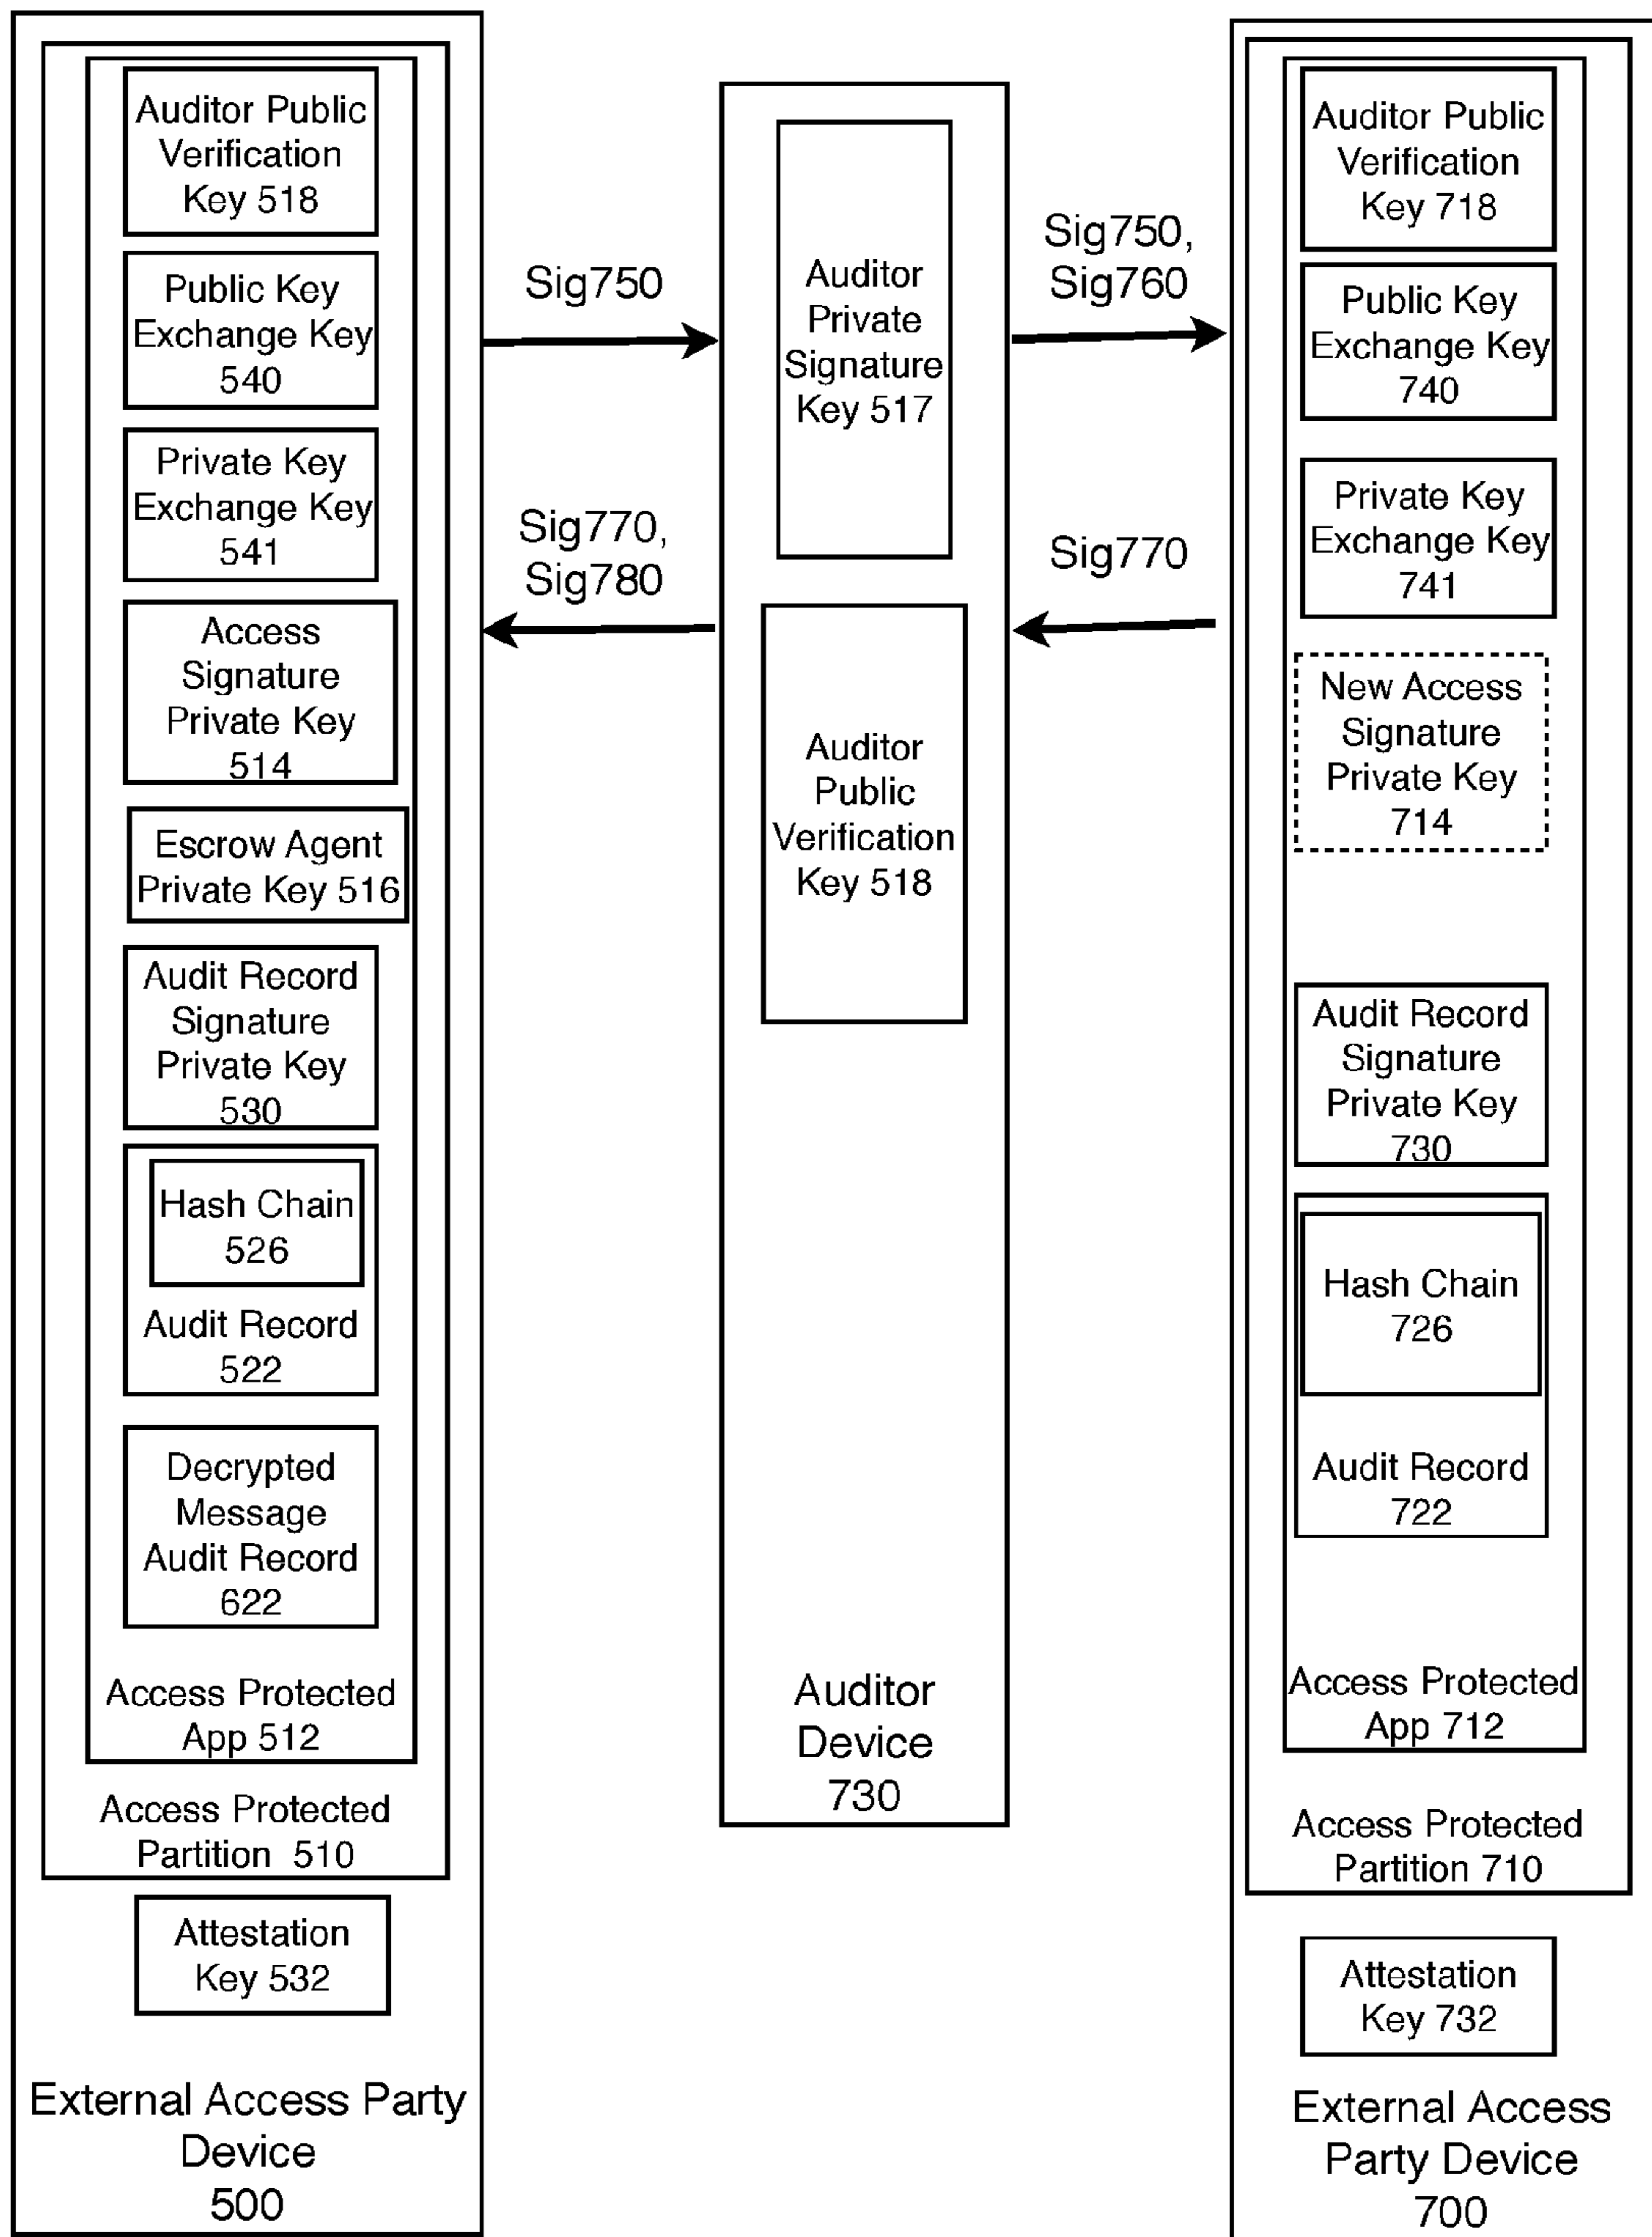 Auditor Public
Verification
Key 518
Public Key
Exchange Key
540
Private Key
Exchange Key
541
Access
Signature
Private Key
514
Escrow Agent
Private Key 516
Audit Record
Signature
Private Key
530
Hash Chain
526
Audit Record
522
Decrypted
Message
Audit Record
622
Access Protected
App 512
Access Protected
Partition 510
Attestation
Key 532
External Access Party
Device
500
Sig750
Sig770,
Sig780
Auditor
Private
Signature
Key 517
Auditor
Public
Verification
Key 518
Auditor
Device
730
Sig750,
Sig760
Sig770
Auditor Public
Verification
Key 718
Public Key
Exchange Key
740
Private Key
Exchange Key
741
New Access
Signature
Private Key
714
Audit Record
Signature
Private Key
730
Hash Chain
726
Audit Record
722
Access Protected
App 712
Access Protected
Partition 710
Attestation
Key 732
External Access
Party Device
700